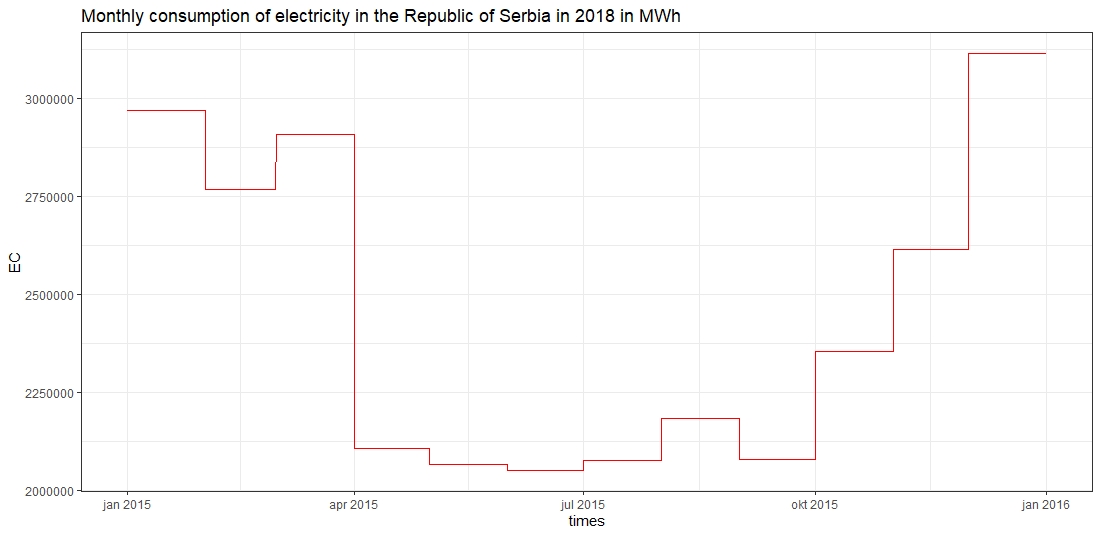 Monthly consumption of electricity in the Republic of Serbia in 2018 in MWh
3000000
2750000
EC
2500000
2250000
2000000
jan 2015 apr 2015 jul 2015 okt 2015 jan 2016
times